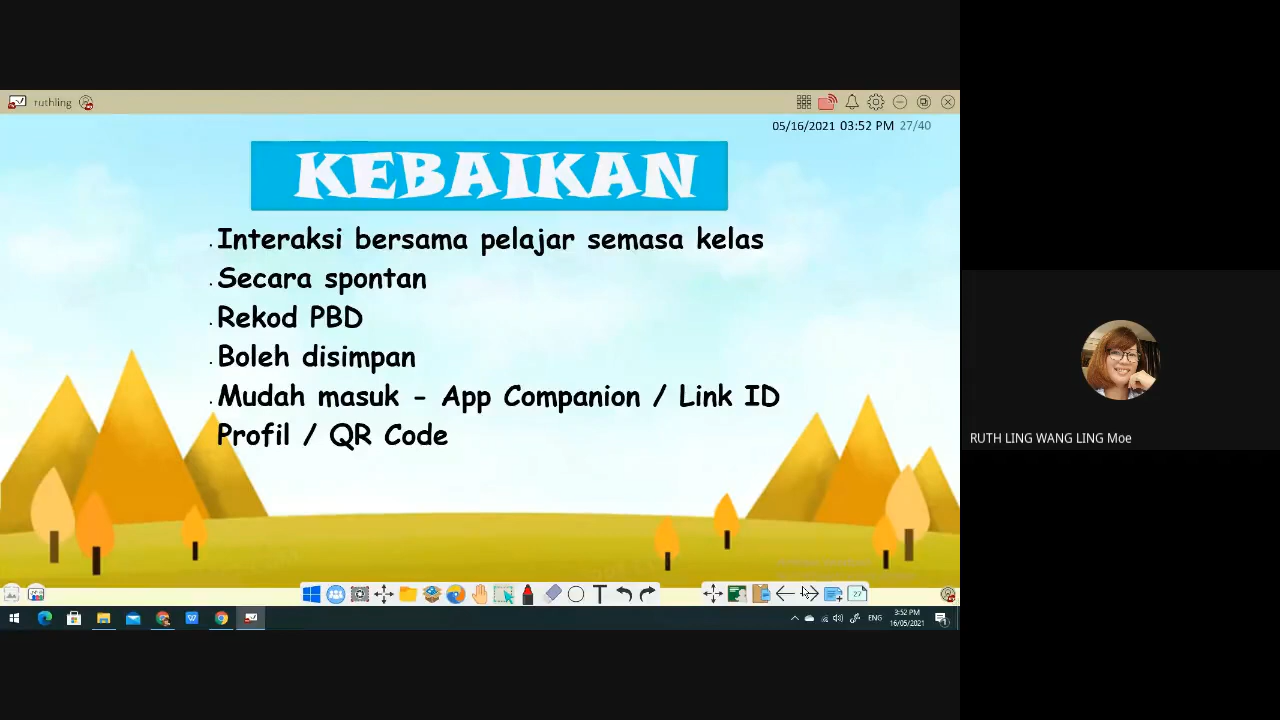 ruthling
05/16/2021 03:52 PM 27/40
KEBAIKAN
. Interaksi bersama pelajar semasa kelas
. Secara spontan
. Rekod PBD
. Boleh disimpan
. Mudah masuk - App Companion / Link ID
Profil / QR Code
RUTH LING WANG LING Moe
T
27
W
ENG
3:52 PM
16/05/2021